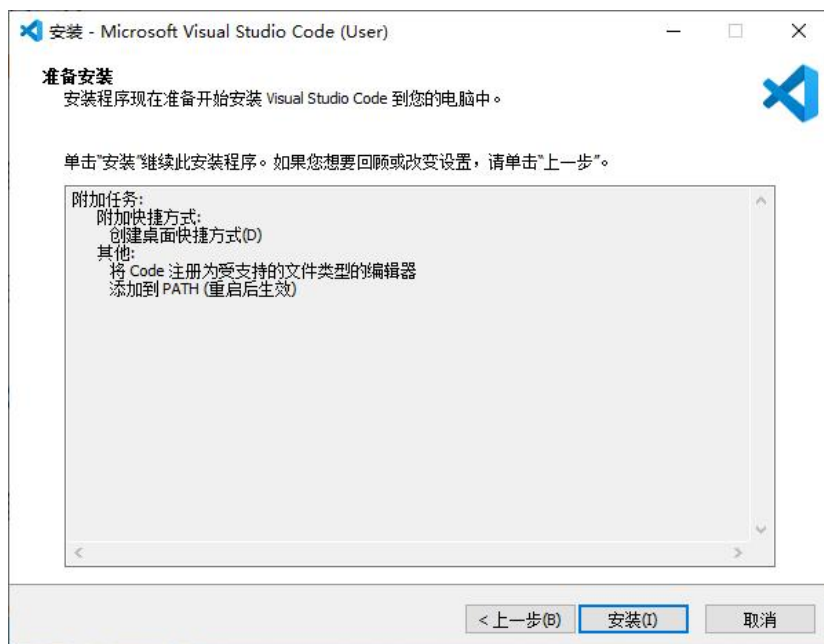 安装 - Microsoft Visual Studio Code (User)
准备安装
安装程序现在准备开始安装 Visual Studio Code 到您的电脑中。
单击“安装”继续此安装程序。如果您想要回顾或改变设置，请单击“上一步”。
附加任务:
附加快捷方式:
创建桌面快捷方式(D)
其他:
将 Code 注册为受支持的文件类型的编辑器
添加到 PATH (重启后生效)
< 上一步(B) 安装(I) 取消